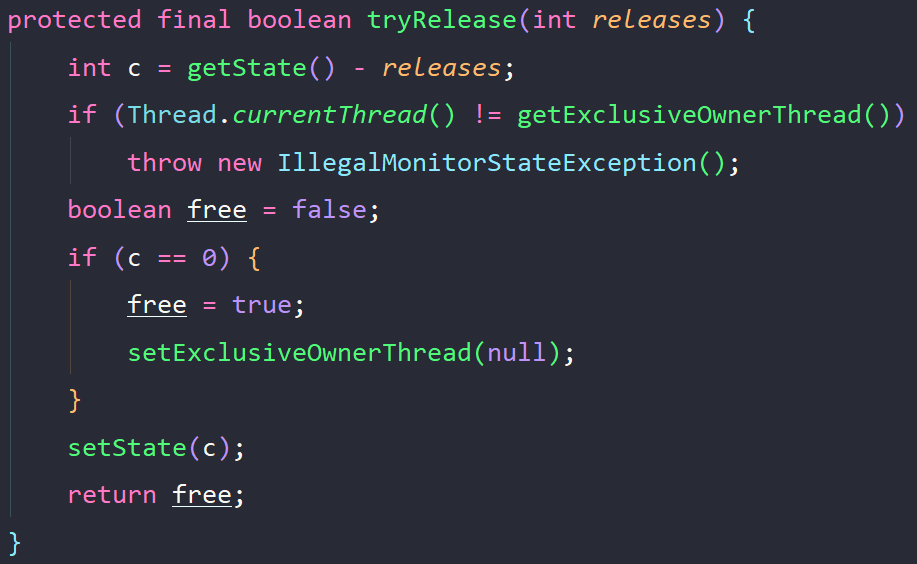 protected final boolean tryRelease(int releases) {
    int c = getState() - releases;
    if (Thread.currentThread() != getExclusiveOwnerThread())
        throw new IllegalMonitorStateException();
    boolean free = false;
    if (c == 0) {
        free = true;
        setExclusiveOwnerThread(null);
    }
    setState(c);
    return free;
}